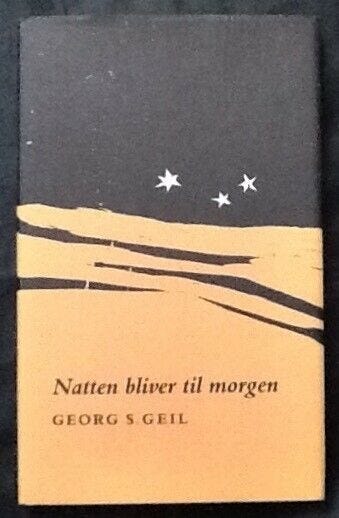 Natten bliver til morgen
GEORG S GEIL